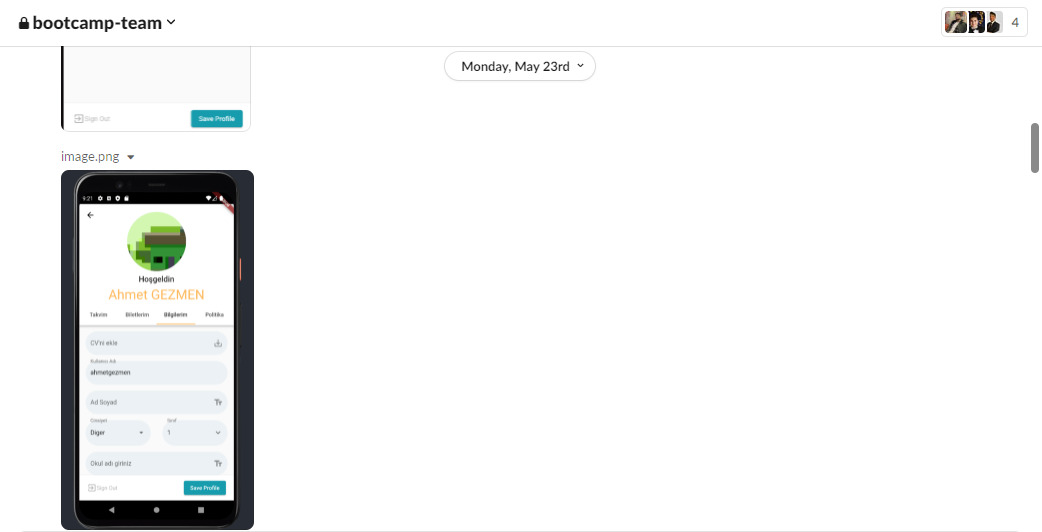 bootcamp-team
4
Monday, May 23rd
Sign Out
Save Profile
image.png
9:21
Hoşgeldin
Ahmet GEZMEN
Takvim Biletlerim Bilgilerim Politika
CV'ni ekle
Kullanıcı Adı
ahmetgezmen
Ad Soyad
Cinsiyet Sınıf
Diger 1
Okul adı giriniz
Sign Out Save Profile